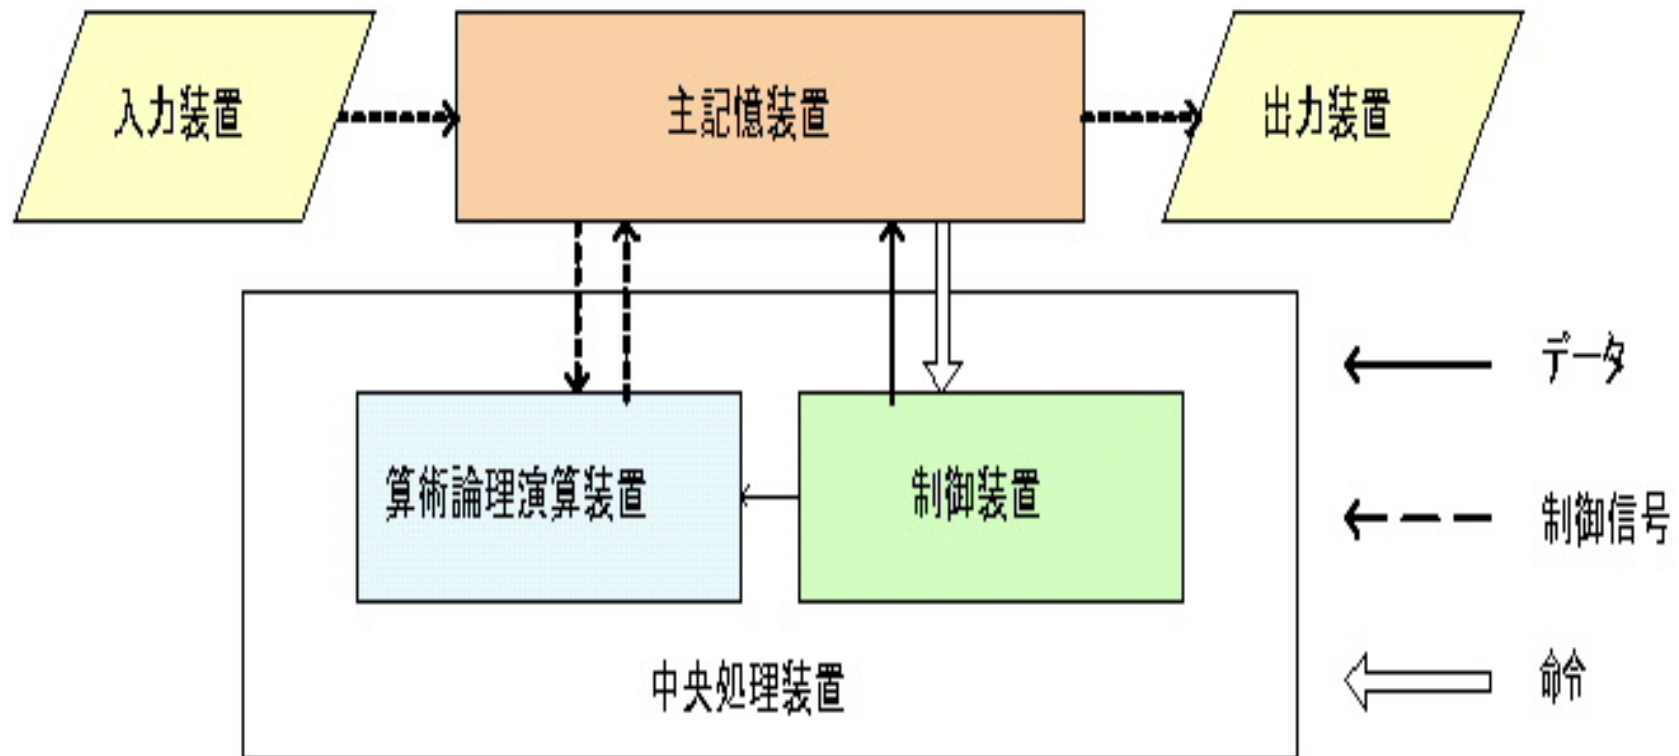 入力装置
主記憶装置
出力装置
データ
算術論理演算装置
制御装置
制御信号
中央処理装置
命令